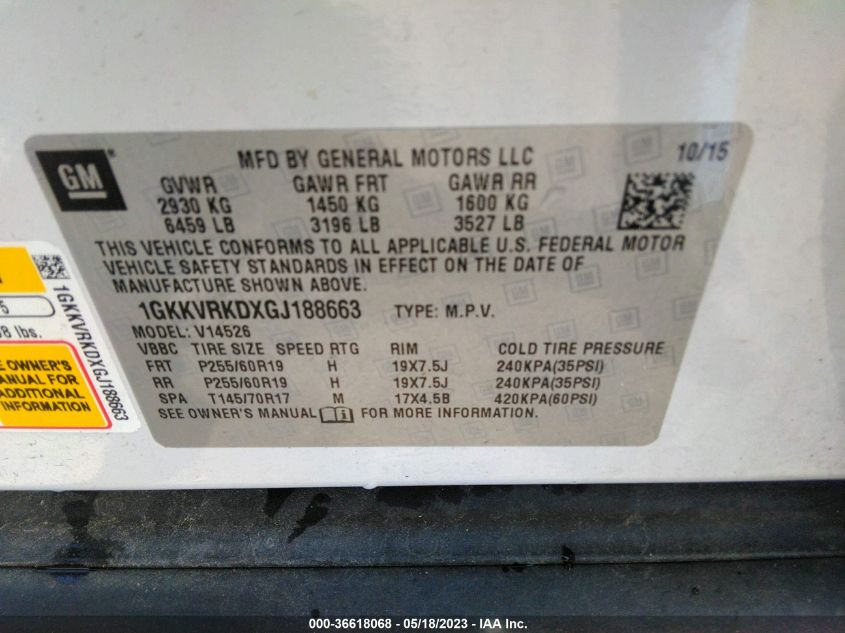 GM
MFD BY GENERAL MOTORS LLC 10/15
GVWR GAWR FRT GAWR RR
2930 KG 1450 KG 1600 KG
6459 LB 3196 LB 3527 LB
THIS VEHICLE CONFORMS TO ALL APPLICABLE U.S. FEDERAL MOTOR
VEHICLE SAFETY STANDARDS IN EFFECT ON THE DATE OF
MANUFACTURE SHOWN ABOVE.
1GKKVRKDXGJ188663 TYPE: M.P.V.
MODEL: V14526
VBBC TIRE SIZE SPEED RTG RIM COLD TIRE PRESSURE
FRT P255/60R19 H 19X7.5J 240KPA(35PSI)
RR P255/60R19 H 19X7.5J 240KPA(35PSI)
SPA T145/70R17 M 17X4.5B 420KPA(60PSI)
SEE OWNER'S MANUAL FOR MORE INFORMATION.
lbs.
OWNER'S
MANUAL FOR
ADDITIONAL
INFORMATION
1GKKVRKDXGJ188663
000-36618068 - 05/18/2023 - IAA Inc.